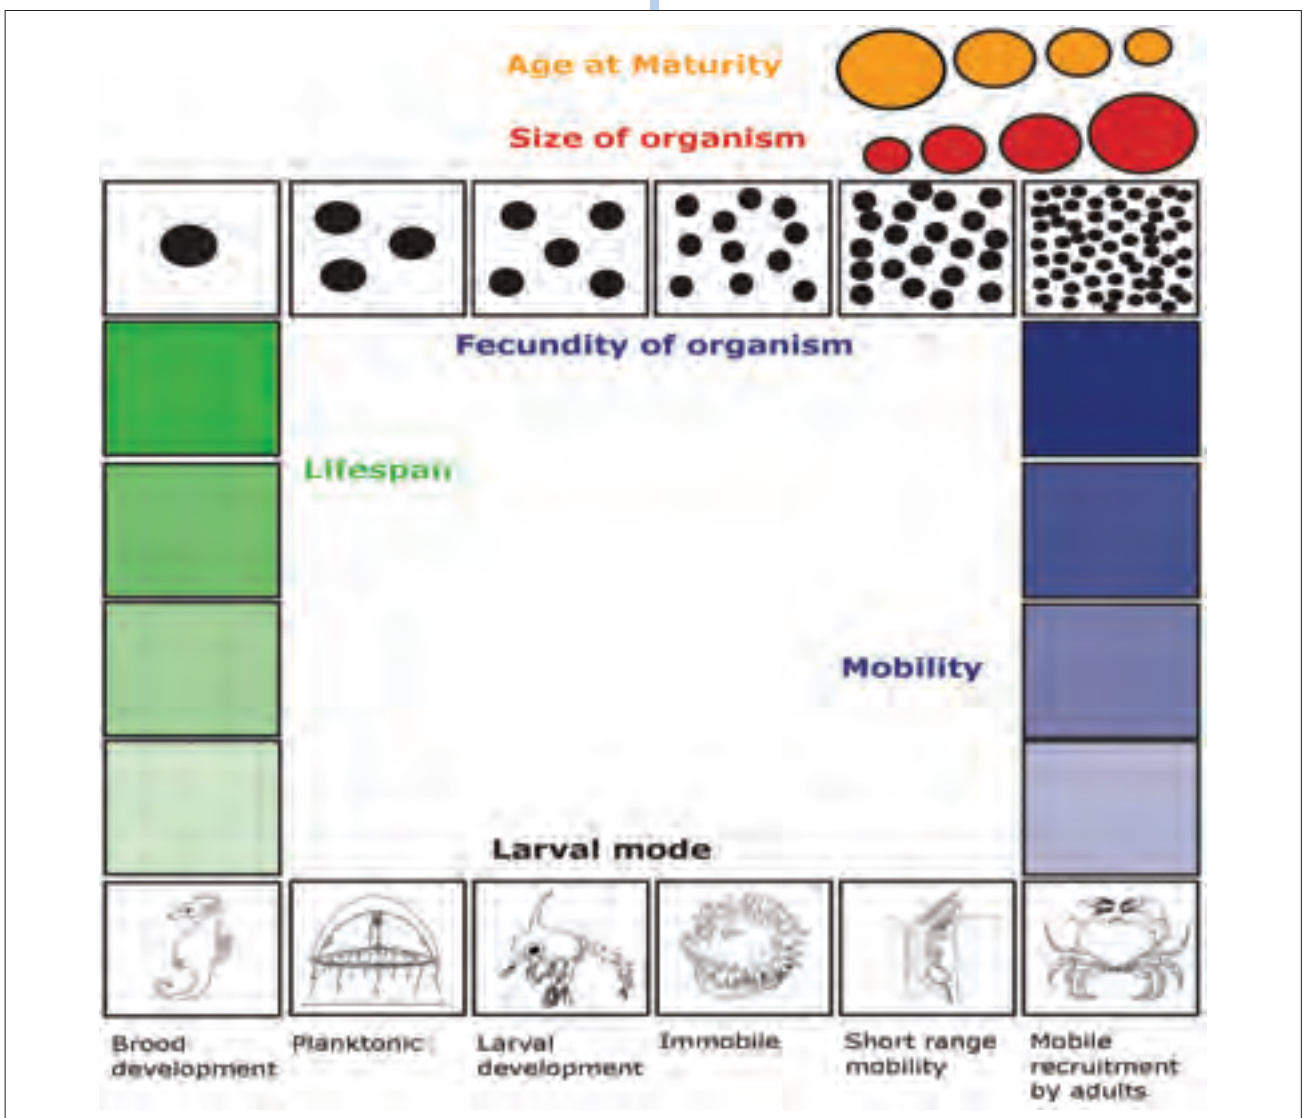 Age at Maturity
Size of organism
Fecundity of organism
Lifespan
Mobility
Larval mode
Brood
development
Planktonic
Larval
development
Immobile
Short range
mobility
Mobile
recruitment
by adults